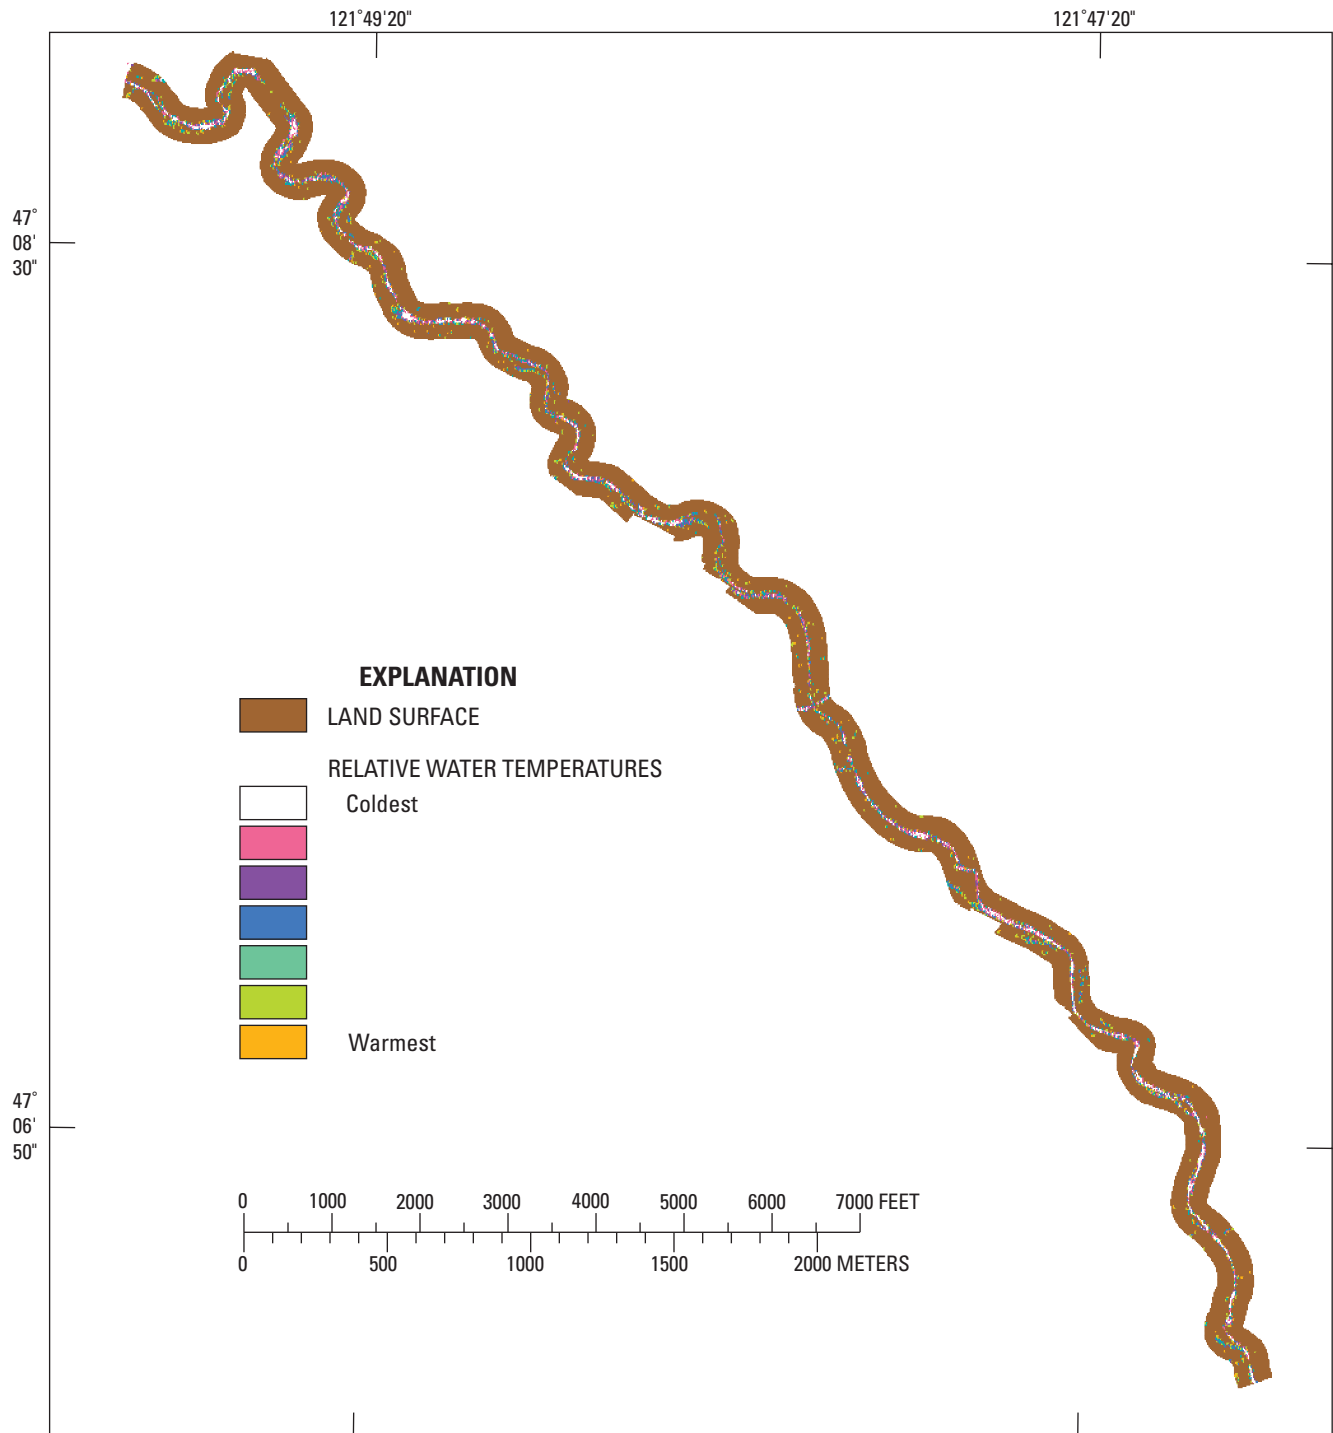 121˚49'20"
121˚47'20"
47˚
08'
30"
EXPLANATION
LAND SURFACE
RELATIVE WATER TEMPERATURES
Coldest
Warmest
47˚
06'
50"
0 1000 2000 3000 4000 5000 6000 7000 FEET
0 500 1000 1500 2000 METERS